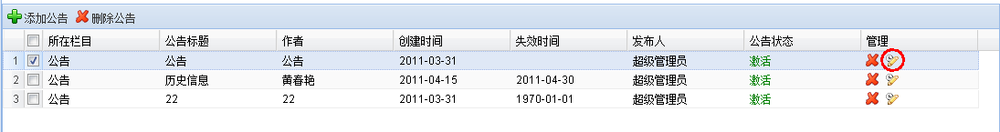 添加公告 删除公告
所在栏目 公告标题 作者 创建时间 失效时间 发布人 公告状态 管理
1 公告 公告 公告 2011-03-31 超级管理员 激活
2 公告 历史信息 黄春艳 2011-04-15 2011-04-30 超级管理员 激活
3 公告 22 22 2011-03-31 1970-01-01 超级管理员 激活